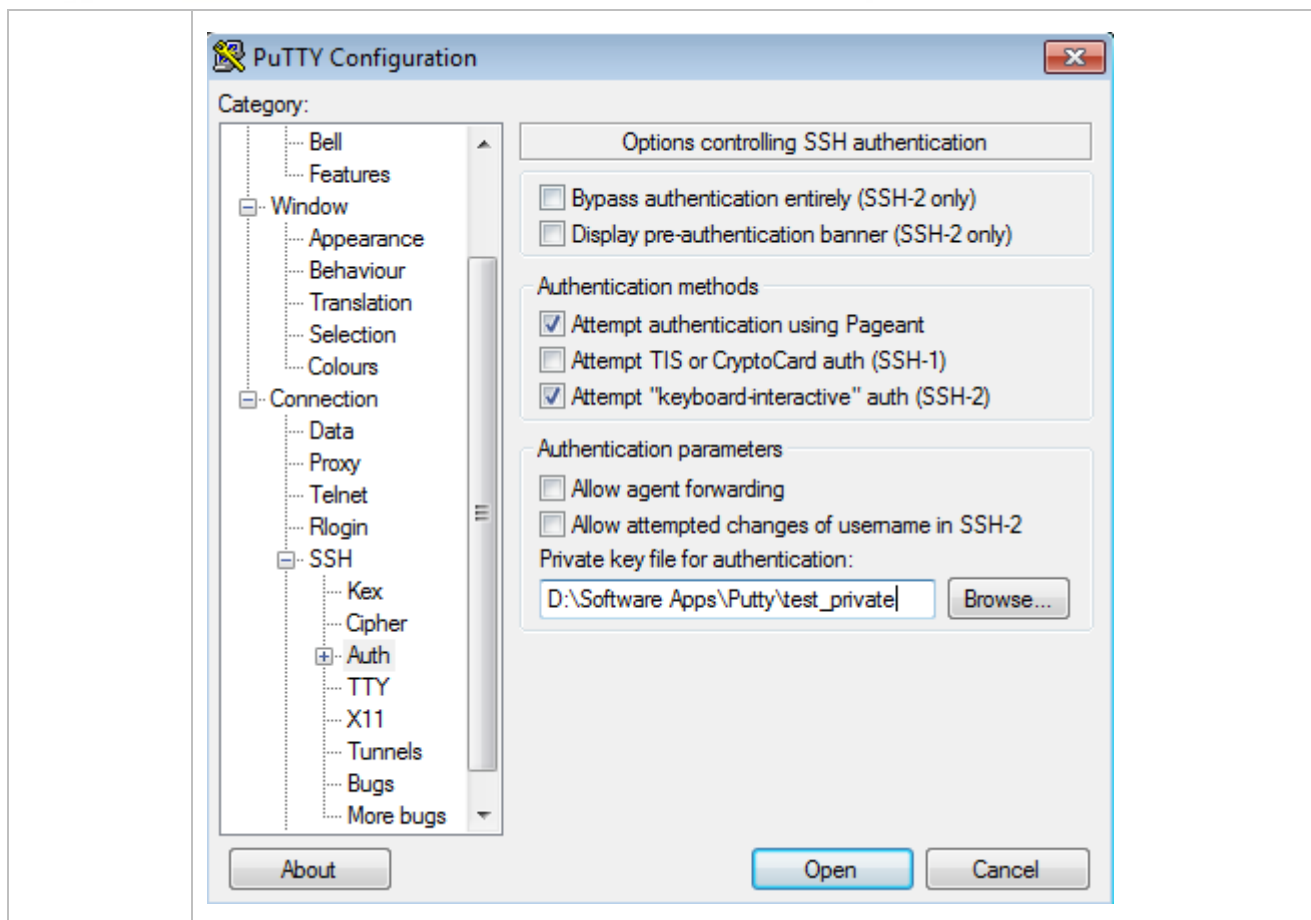 PuTTY Configuration
Category:
Bell
Features
Window
Appearance
Behaviour
Translation
Selection
Colours
Connection
Data
Proxy
Telnet
Rlogin
SSH
Kex
Cipher
Auth
TTY
X11
Tunnels
Bugs
More bugs
Options controlling SSH authentication
Bypass authentication entirely (SSH-2 only)
Display pre-authentication banner (SSH-2 only)
Authentication methods
Attempt authentication using Pageant
Attempt TIS or CryptoCard auth (SSH-1)
Attempt "keyboard-interactive" auth (SSH-2)
Authentication parameters
Allow agent forwarding
Allow attempted changes of username in SSH-2
Private key file for authentication:
D:\Software Apps\Putty\test_private
Browse...
About
Open
Cancel